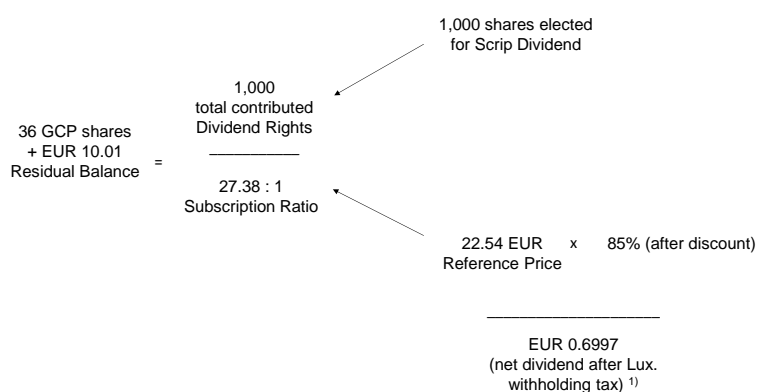 1,000 shares elected
for Scrip Dividend
1,000
total contributed
Dividend Rights
36 GCP shares
+ EUR 10.01
Residual Balance
=
27.38 : 1
Subscription Ratio
22.54 EUR x 85% (after discount)
Reference Price
EUR 0.6997
(net dividend after Lux.
withholding tax) 1)